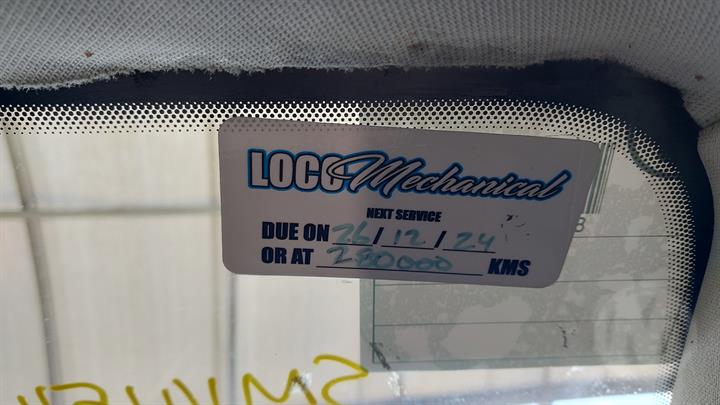 LOCO Mechanical
NEXT SERVICE
DUE ON 26/12/24
OR AT 280000 KMS